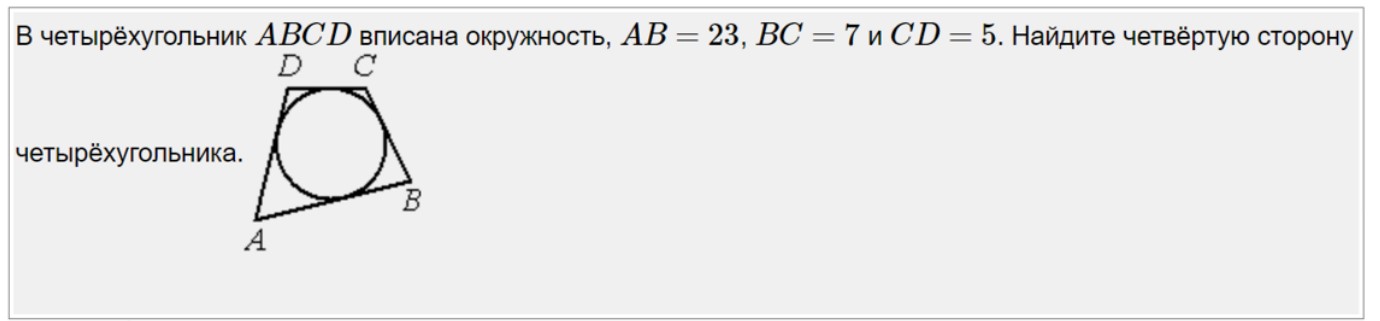 В четырёхугольник ABCD вписана окружность, AB = 23, BC = 7 и CD = 5. Найдите четвёртую сторону
D C
четырёхугольника.
B
A